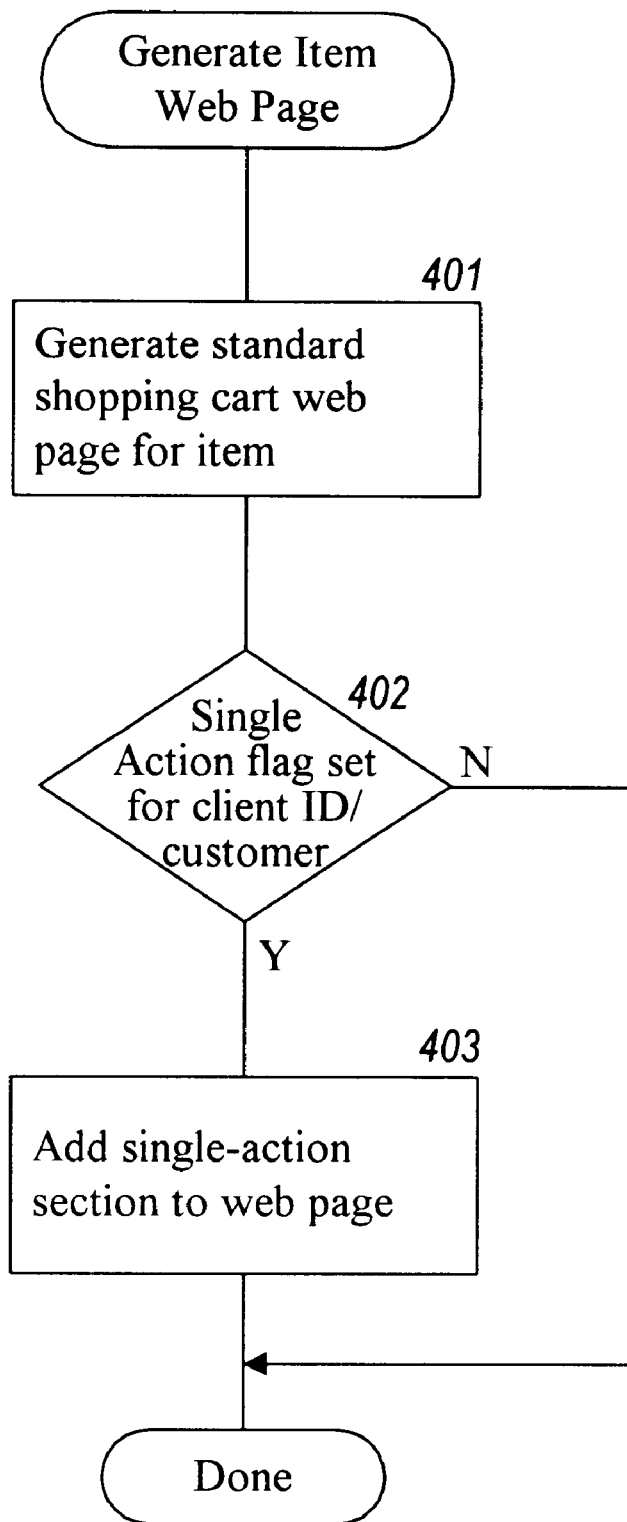 Generate Item
Web Page
401
Generate standard
shopping cart web
page for item
402
Single
Action flag set
for client ID/
customer
N
Y
403
Add single-action
section to web page
Done